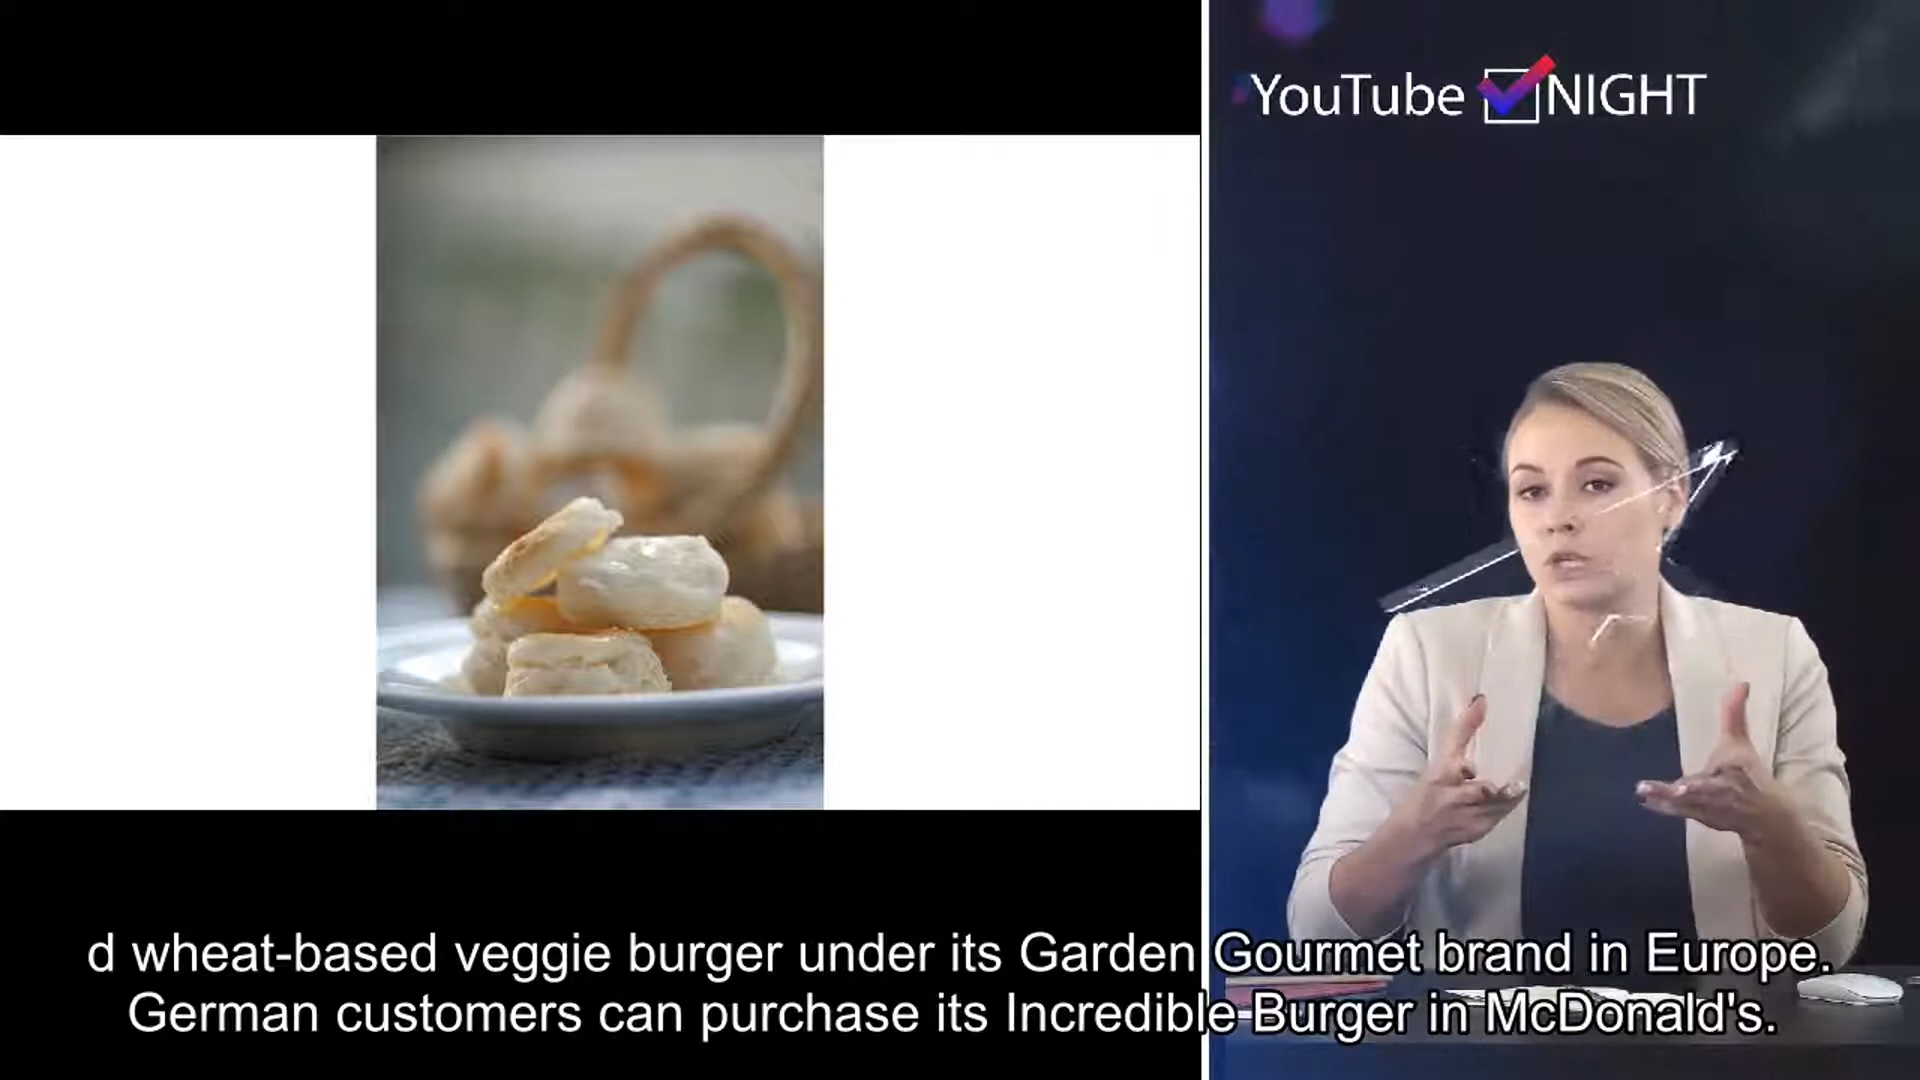 YouTube NIGHT
d wheat-based veggie burger under its Garden Gourmet brand in Europe.
German customers can purchase its Incredible Burger in McDonald's.